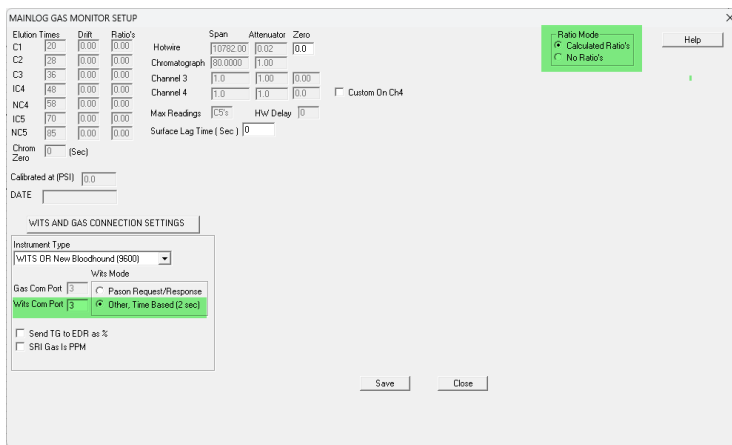 MAINLOG GAS MONITOR SETUP
Elution Times Drift Ratio's
C1 20 0.00 0.00
C2 28 0.00 0.00
C3 36 0.00 0.00
IC4 48 0.00 0.00
NC4 58 0.00 0.00
IC5 70 0.00 0.00
NC5 85 0.00 0.00
Chrom Zero 0 (Sec)
Calibrated at (PSI) 0.0
DATE
Span Attenuator Zero
Hotwire 10782.00 0.02 0.0
Chromatograph 80.0000 1.00
Channel 3 1.0 1.00 0.00
Channel 4 1.0 1.0 0.0 Custom On Ch4
Max Readings C5's HW Delay 0
Surface Lag Time ( Sec ) 0
Ratio Mode
Calculated Ratio's
No Ratio's
Help
WITS AND GAS CONNECTION SETTINGS
Instrument Type
WITS OR New Bloodhound (9600)
Wits Mode
Gas Com Port 3 Pason Request/Response
Wits Com Port 3 Other, Time Based (2 sec)
Send TG to EDR as %
SRI Gas Is PPM
Save Close